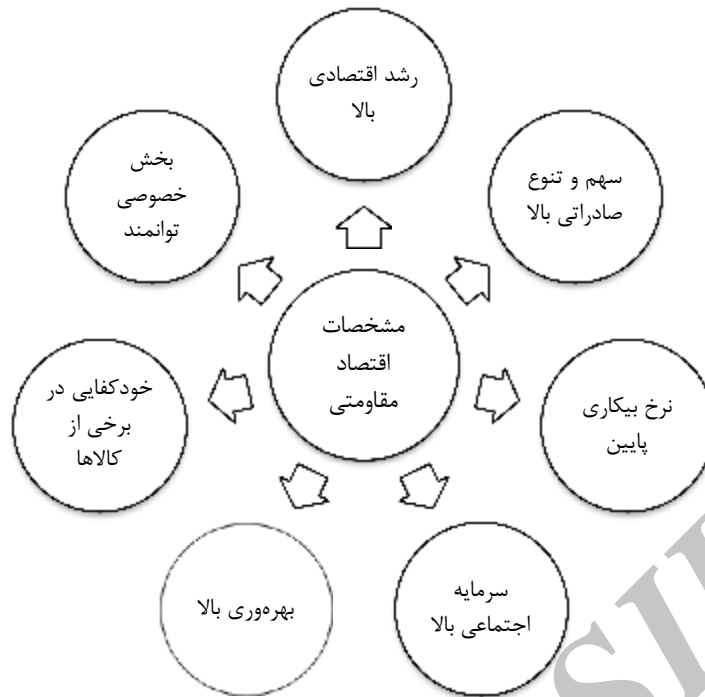 رشد اقتصادی
بالا
سهم و تنوع
صادراتی بالا
نرخ بیکاری
پایین
سرمایه
اجتماعی بالا
بهره‌وری بالا
خودکفایی در
برخی از
کالاها
بخش
خصوصی
توانمند
مشخصات
اقتصاد
مقاومتی
SI